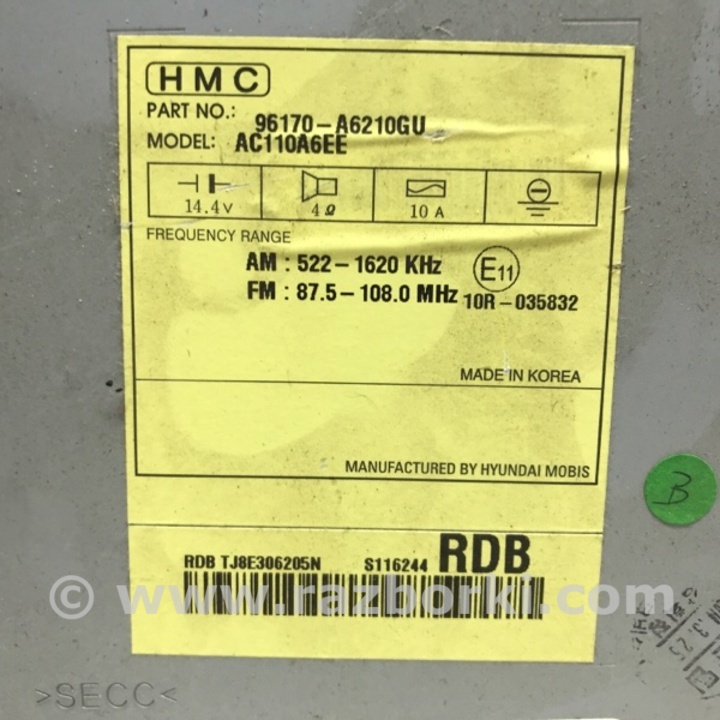 HMC
PART NO.: 96170-A6210GU
MODEL: AC110A6EE
14.4V 4Ω 10 A
FREQUENCY RANGE
AM : 522-1620 KHz E11
FM : 87.5-108.0 MHz 10R-035832
MADE IN KOREA
MANUFACTURED BY HYUNDAI MOBIS
B
RDB TJ8E306205N S116244 RDB
© www.razborki.com
>SECC<